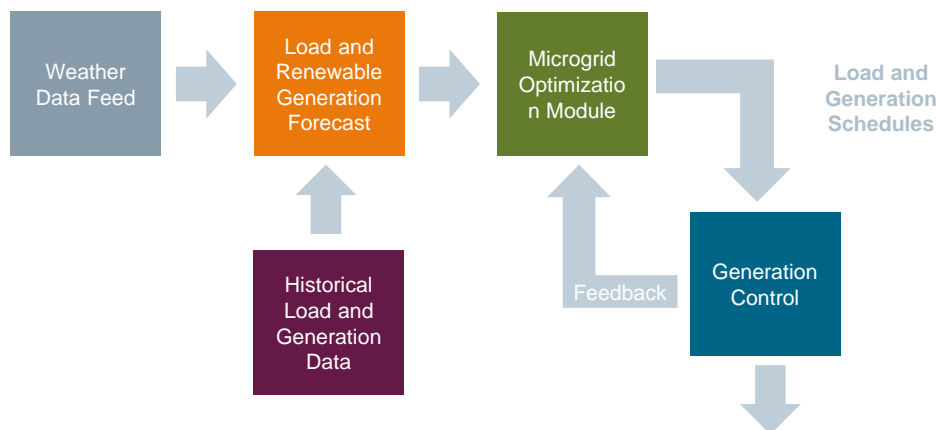 Weather
Data Feed
Load and
Renewable
Generation
Forecast
Microgrid
Optimizatio
n Module
Load and
Generation
Schedules
Historical
Load and
Generation
Data
Feedback
Generation
Control